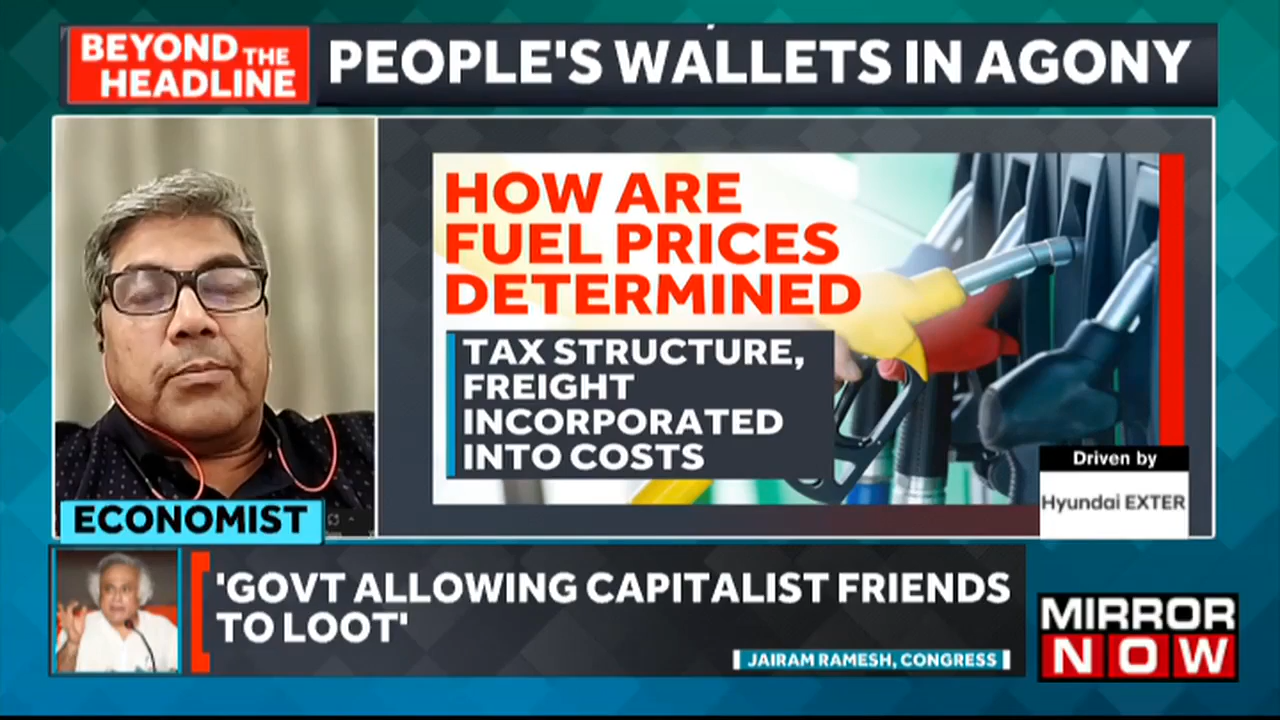 BEYOND THE
HEADLINE
PEOPLE'S WALLETS IN AGONY
HOW ARE
FUEL PRICES
DETERMINED
TAX STRUCTURE,
FREIGHT
INCORPORATED
INTO COSTS
Driven by
Hyundai EXTER
ECONOMIST
'GOVT ALLOWING CAPITALIST FRIENDS
TO LOOT'
JAIRAM RAMESH, CONGRESS
MIRROR
NOW